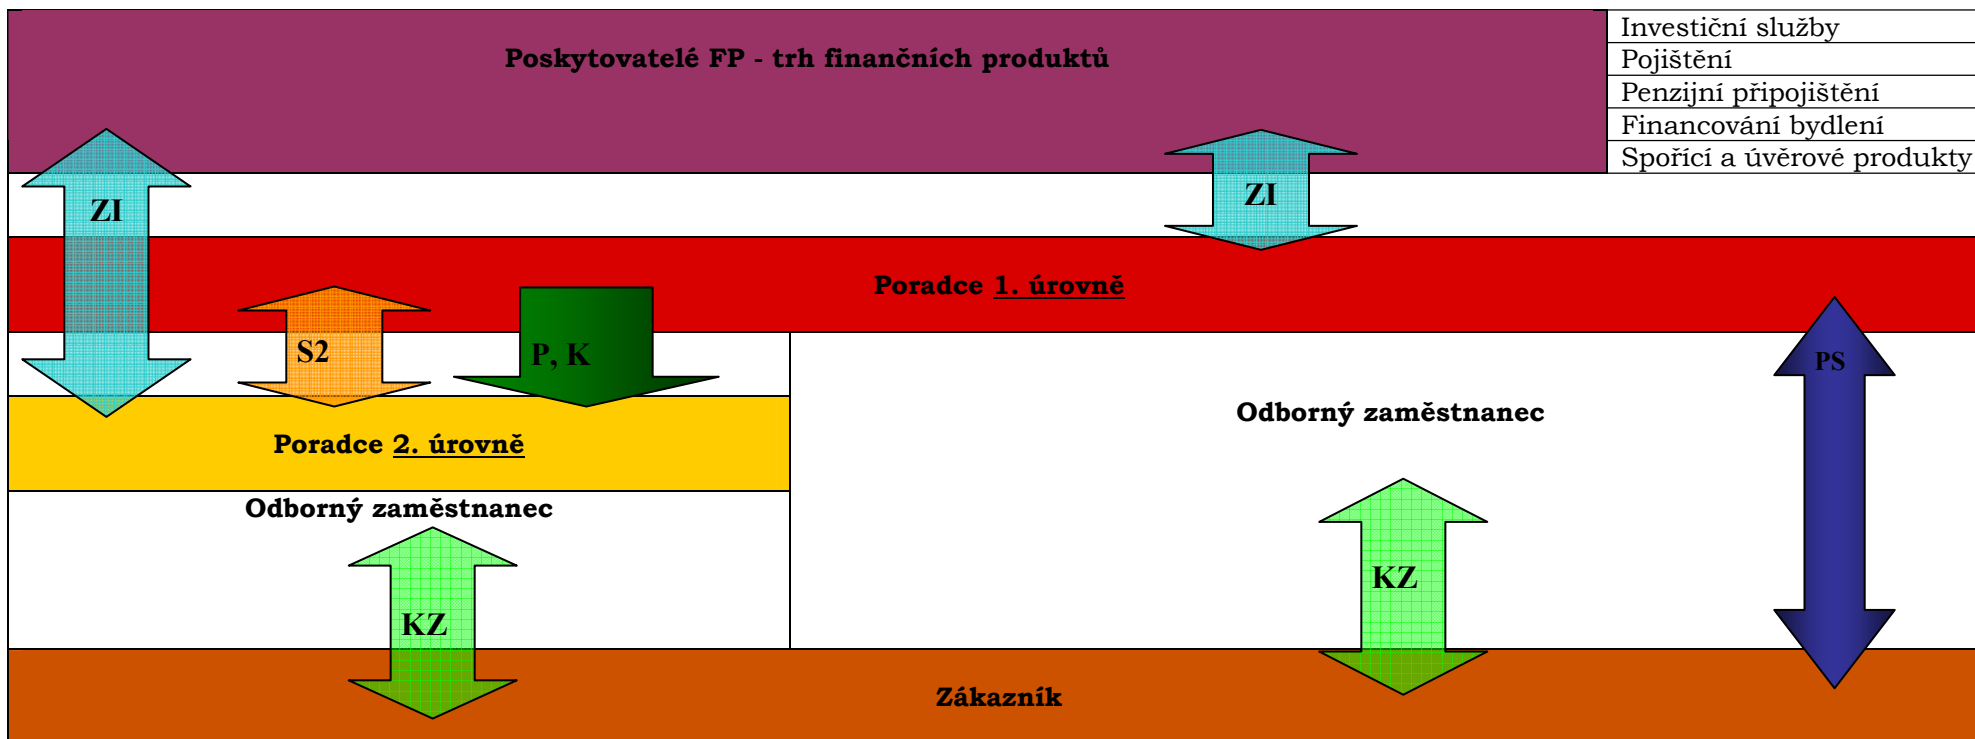 Poskytovatelé FP - trh finančních produktů
Investiční služby
Pojištění
Penzijní připojištění
Financování bydlení
Spořící a úvěrové produkty
ZI
ZI
Poradce 1. úrovně
S2
P, K
PS
Odborný zaměstnanec
Poradce 2. úrovně
Odborný zaměstnanec
KZ
KZ
Zákazník